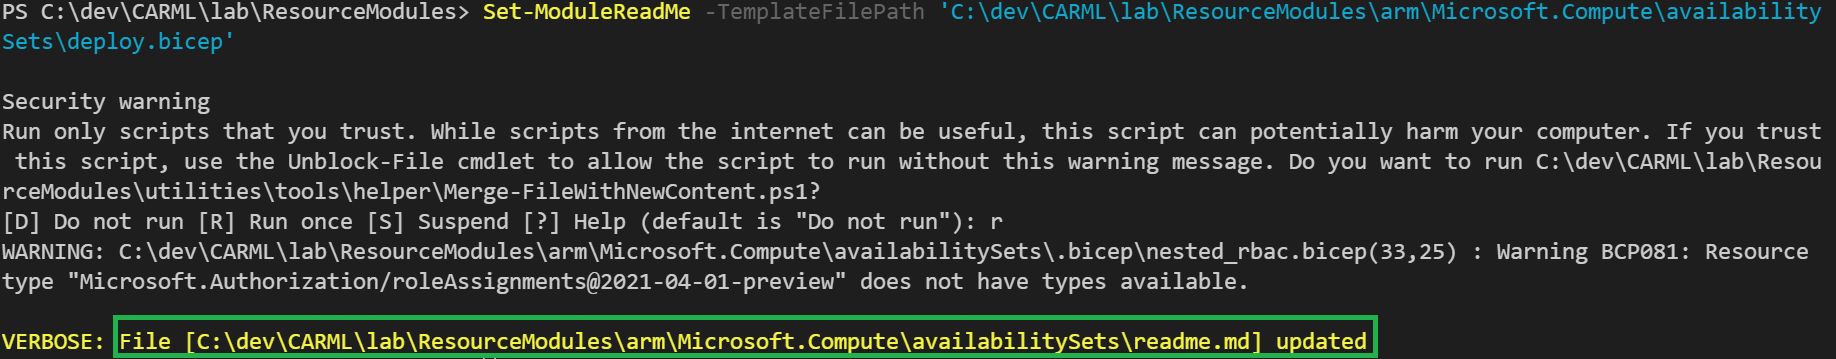 PS C:\dev\CARML\lab\ResourceModules> Set-ModuleReadMe -TemplateFilePath 'C:\dev\CARML\lab\ResourceModules\arm\Microsoft.Compute\availability
Sets\deploy.bicep'
Security warning
Run only scripts that you trust. While scripts from the internet can be useful, this script can potentially harm your computer. If you trust
 this script, use the Unblock-File cmdlet to allow the script to run without this warning message. Do you want to run C:\dev\CARML\lab\Resou
rceModules\utilities\tools\helper\Merge-FileWithNewContent.ps1?
[D] Do not run [R] Run once [S] Suspend [?] Help (default is "Do not run"): r
WARNING: C:\dev\CARML\lab\ResourceModules\arm\Microsoft.Compute\availabilitySets\.bicep\nested_rbac.bicep(33,25) : Warning BCP081: Resource
type "Microsoft.Authorization/roleAssignments@2021-04-01-preview" does not have types available.
VERBOSE: File [C:\dev\CARML\lab\ResourceModules\arm\Microsoft.Compute\availabilitySets\readme.md] updated